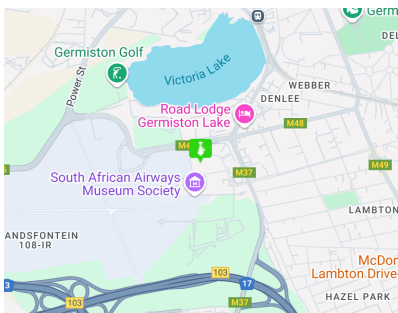 Germ
Germiston Golf
DEL
Power St
Victoria Lake
WEBBER
DENLEE
Road Lodge
Germiston Lake
M48
M4
M49
M37
South African Airways
Museum Society
LAMBTON
ANDSFONTEIN
108-IR
McDon
Lambton Drive
103
17
3
103
M37
HAZEL PARK